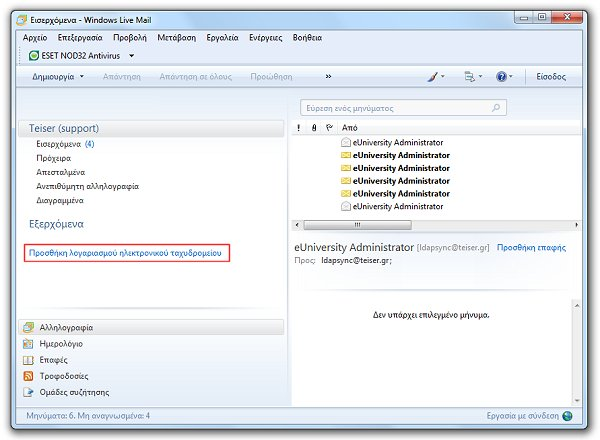 Εισερχόμενα - Windows Live Mail
Αρχείο Επεξεργασία Προβολή Μετάβαση Εργαλεία Ενέργειες Βοήθεια
ESET NOD32 Antivirus
Δημιουργία Απάντηση Απάντηση σε όλους Προώθηση » Είσοδος
Εύρεση ενός μηνύματος
Teiser (support)
Εισερχόμενα (4)
Πρόχειρα
Απεσταλμένα
Ανεπιθύμητη αλληλογραφία
Διαγραμμένα
Εξερχόμενα
Προσθήκη λογαριασμού ηλεκτρονικού ταχυδρομείου
Αλληλογραφία
Ημερολόγιο
Επαφές
Τροφοδοσίες
Ομάδες συζήτησης
! Από
eUniversity Administrator
eUniversity Administrator
eUniversity Administrator
eUniversity Administrator
eUniversity Administrator
eUniversity Administrator
eUniversity Administrator [ldapsync@teiser.gr] Προσθήκη επαφής
Προς: ldapsync@teiser.gr;
Δεν υπάρχει επιλεγμένο μήνυμα.
Μηνύματα: 6, Μη αναγνωσμένα: 4 Εργασία με σύνδεση